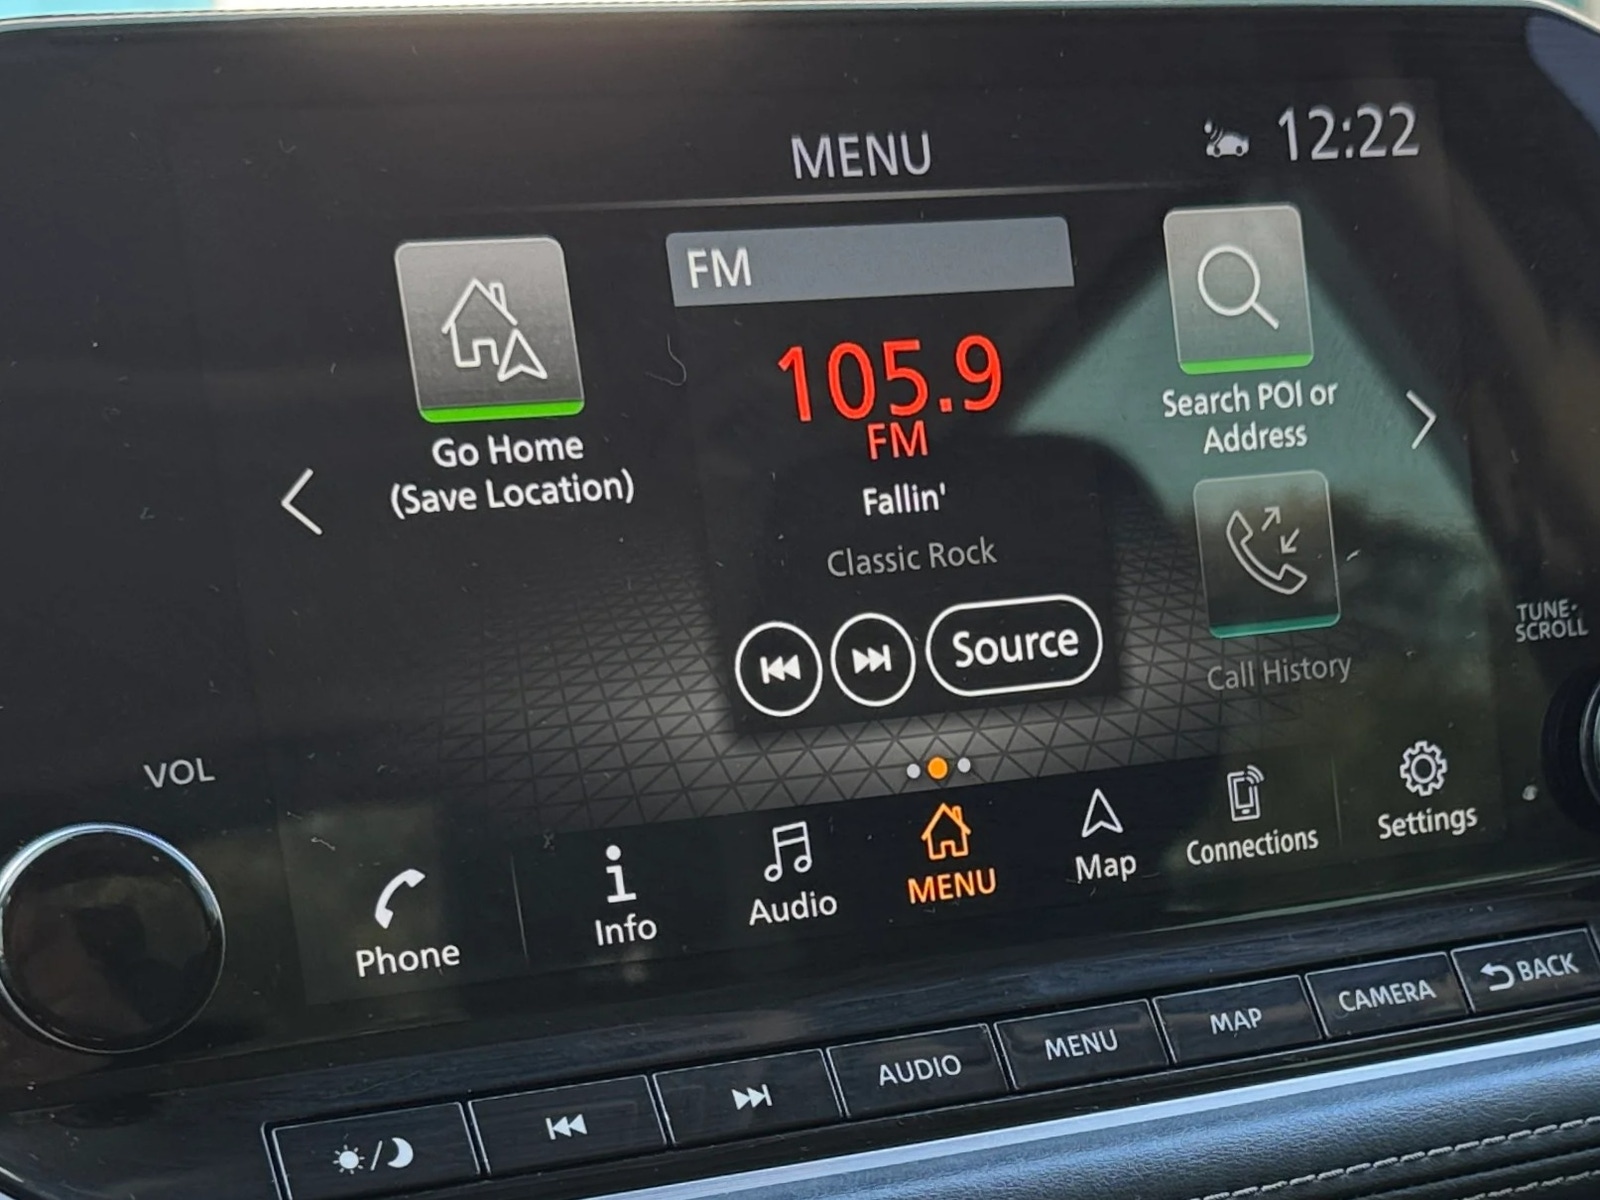 MENU
12:22
FM
105.9
FM
Fallin'
Classic Rock
Source
Go Home
(Save Location)
Search POI or
Address
Call History
TUNE·
SCROLL
VOL
Phone
Info
Audio
MENU
Map
Connections
Settings
AUDIO
MENU
MAP
CAMERA
BACK